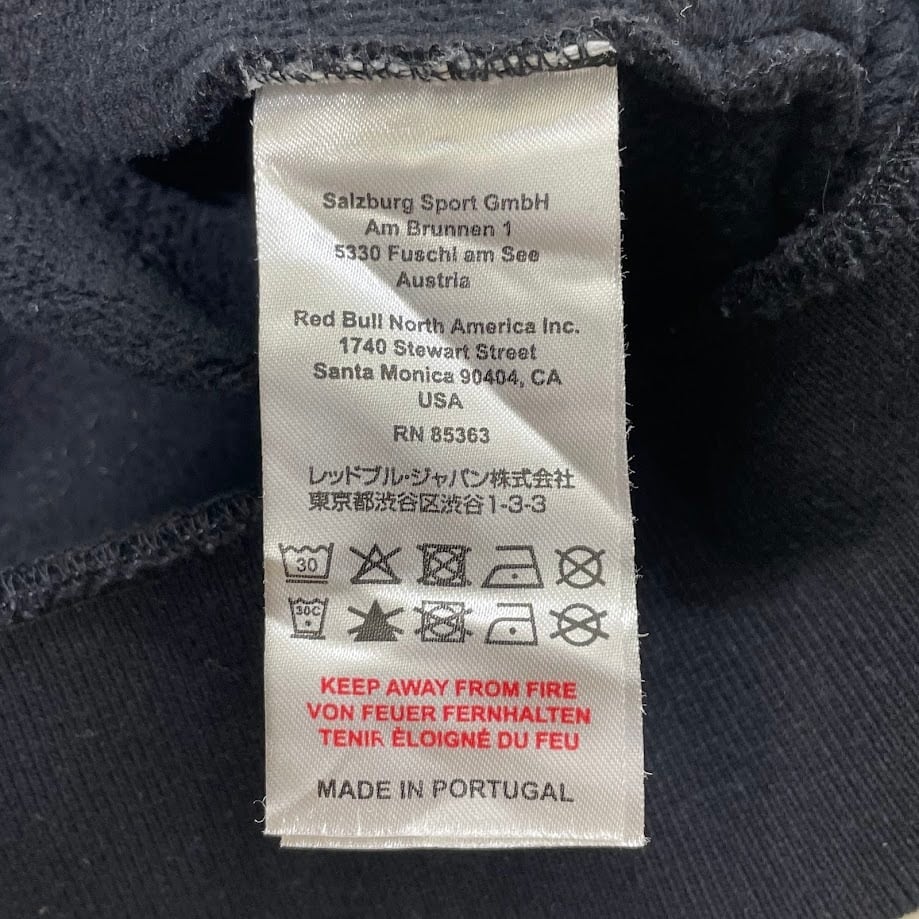 Salzburg Sport GmbH
Am Brunnen 1
5330 Fuschl am See
Austria
Red Bull North America Inc.
1740 Stewart Street
Santa Monica 90404, CA
USA
RN 85363
レッドブル・ジャパン株式会社
東京都渋谷区渋谷1-3-3
30
30C
KEEP AWAY FROM FIRE
VON FEUER FERNHALTEN
TENIR ÉLOIGNÉ DU FEU
MADE IN PORTUGAL